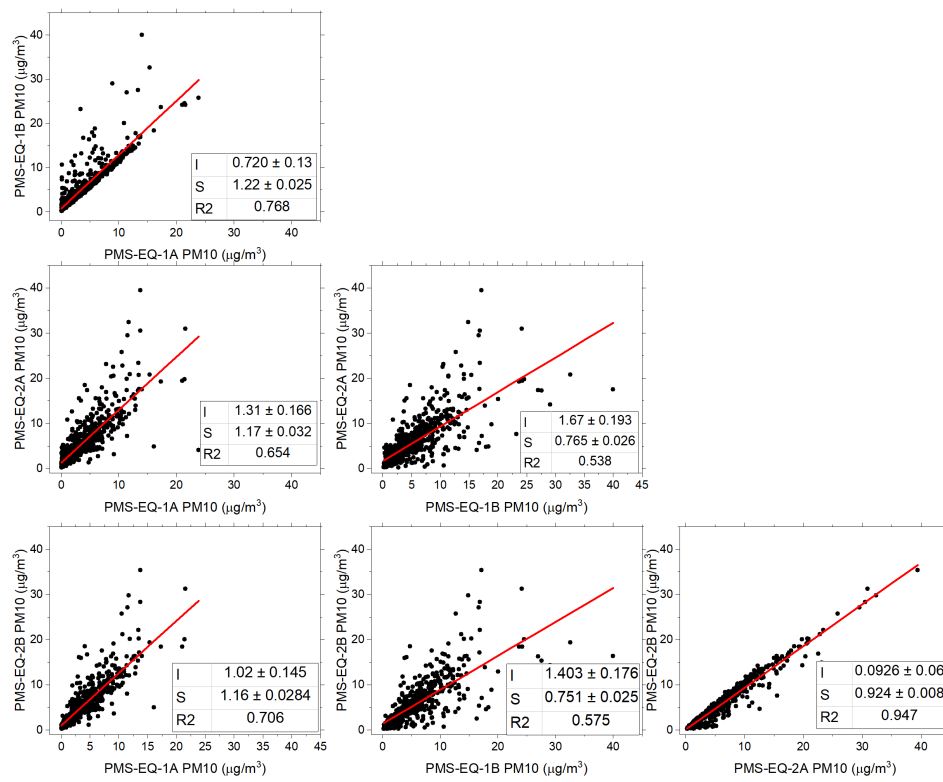 PMS-EQ-1B PM10 (μg/m³)
40
30
20
10
0
I 0.720 ± 0.13
S 1.22 ± 0.025
R2 0.768
0 10 20 30 40
PMS-EQ-1A PM10 (μg/m³)
PMS-EQ-2A PM10 (μg/m³)
40
30
20
10
0
I 1.31 ± 0.166
S 1.17 ± 0.032
R2 0.654
0 5 10 15 20 25 30 35 40 45
PMS-EQ-1A PM10 (μg/m³)
PMS-EQ-2A PM10 (μg/m³)
40
30
20
10
0
I 1.67 ± 0.193
S 0.765 ± 0.026
R2 0.538
0 5 10 15 20 25 30 35 40 45
PMS-EQ-1B PM10 (μg/m³)
PMS-EQ-2B PM10 (μg/m³)
40
30
20
10
0
I 1.02 ± 0.145
S 1.16 ± 0.0284
R2 0.706
0 5 10 15 20 25 30 35 40 45
PMS-EQ-1A PM10 (μg/m³)
PMS-EQ-2B PM10 (μg/m³)
40
30
20
10
0
I 1.403 ± 0.176
S 0.751 ± 0.025
R2 0.575
0 10 20 30 40
PMS-EQ-1B PM10 (μg/m³)
PMS-EQ-2B PM10 (μg/m³)
40
30
20
10
0
I 0.0926 ± 0.06
S 0.924 ± 0.008
R2 0.947
0 10 20 30 40
PMS-EQ-2A PM10 (μg/m³)